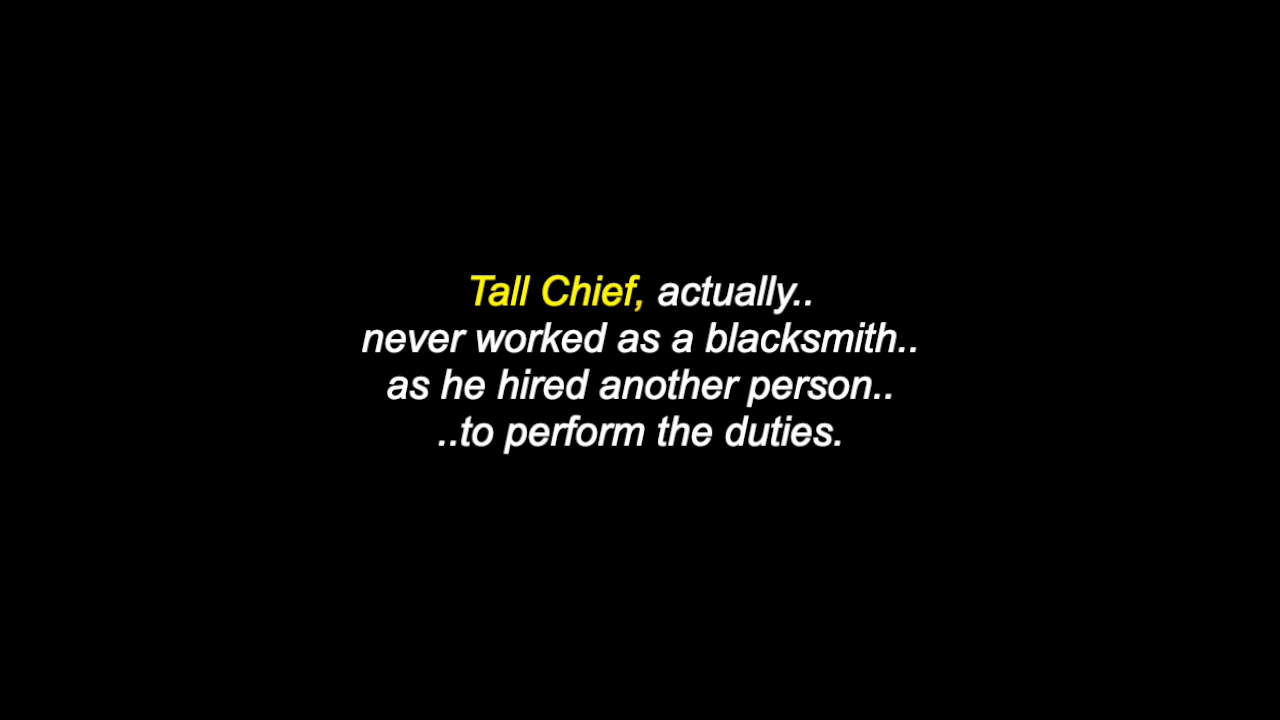 Tall Chief, actually..
never worked as a blacksmith..
as he hired another person..
..to perform the duties.